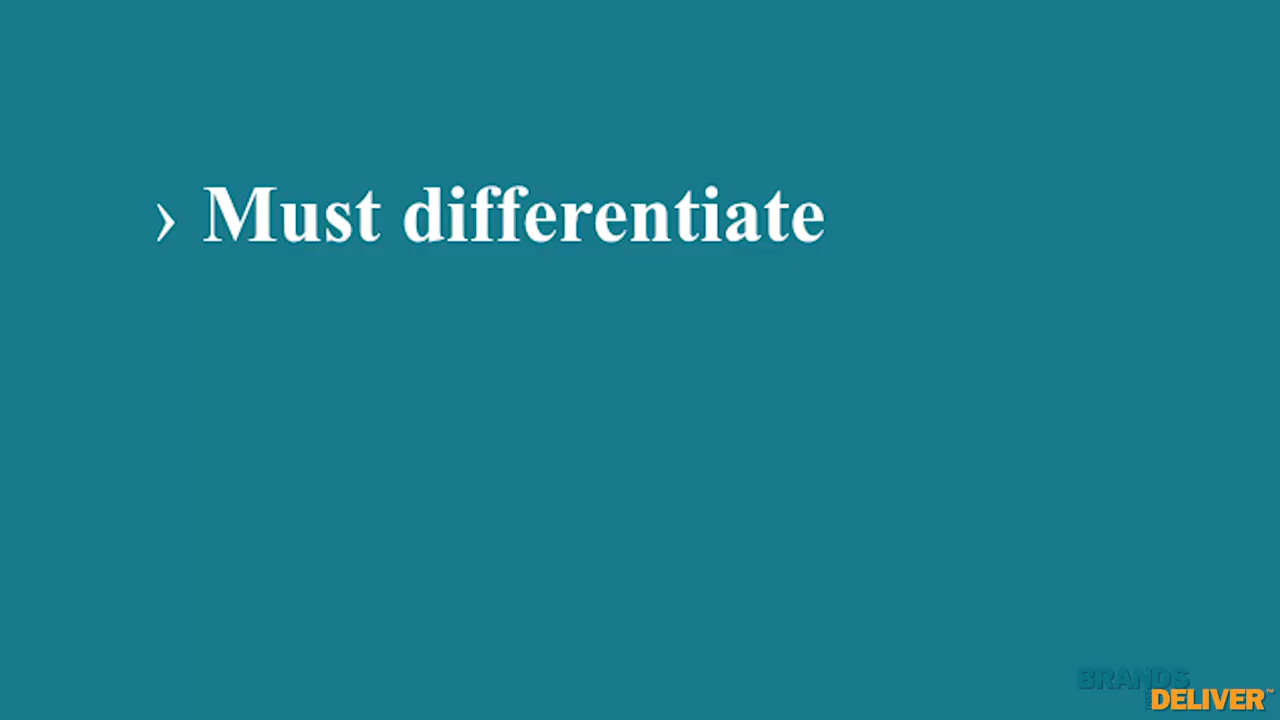 › Must differentiate
BRANDS
DELIVER™